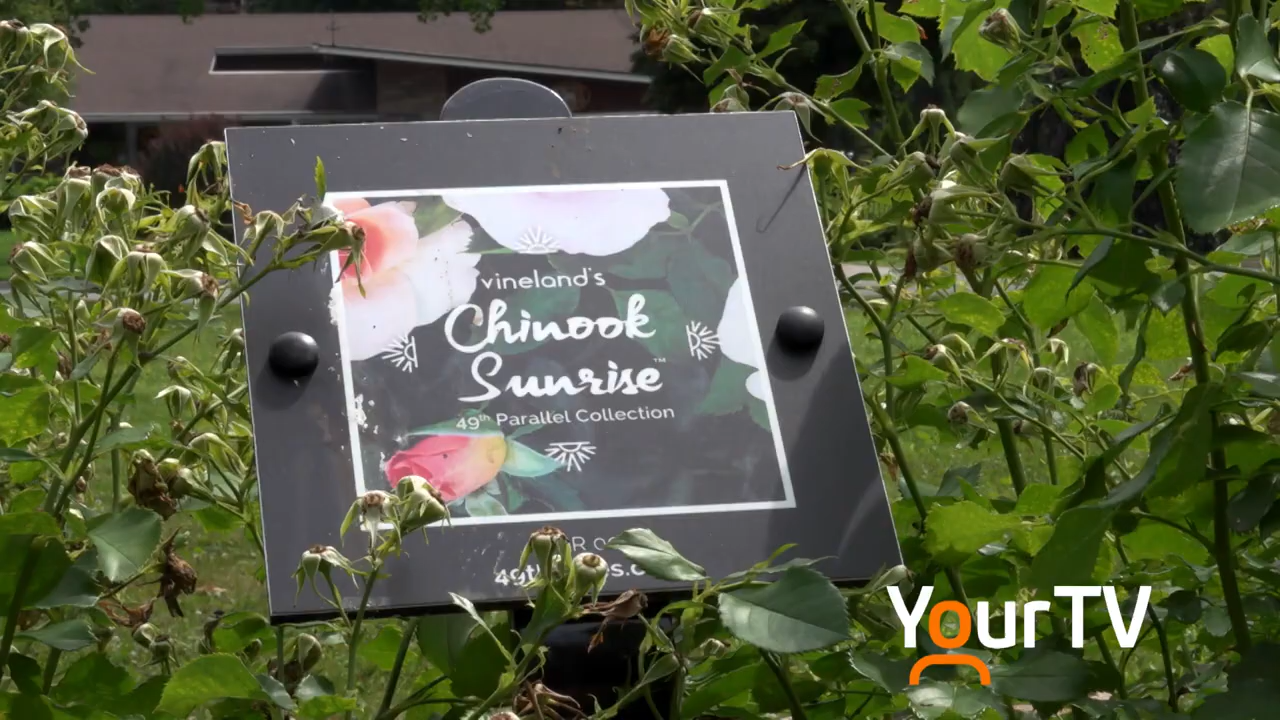 vineland's
Chinook
Sunrise™
49th Parallel Collection
YourTV